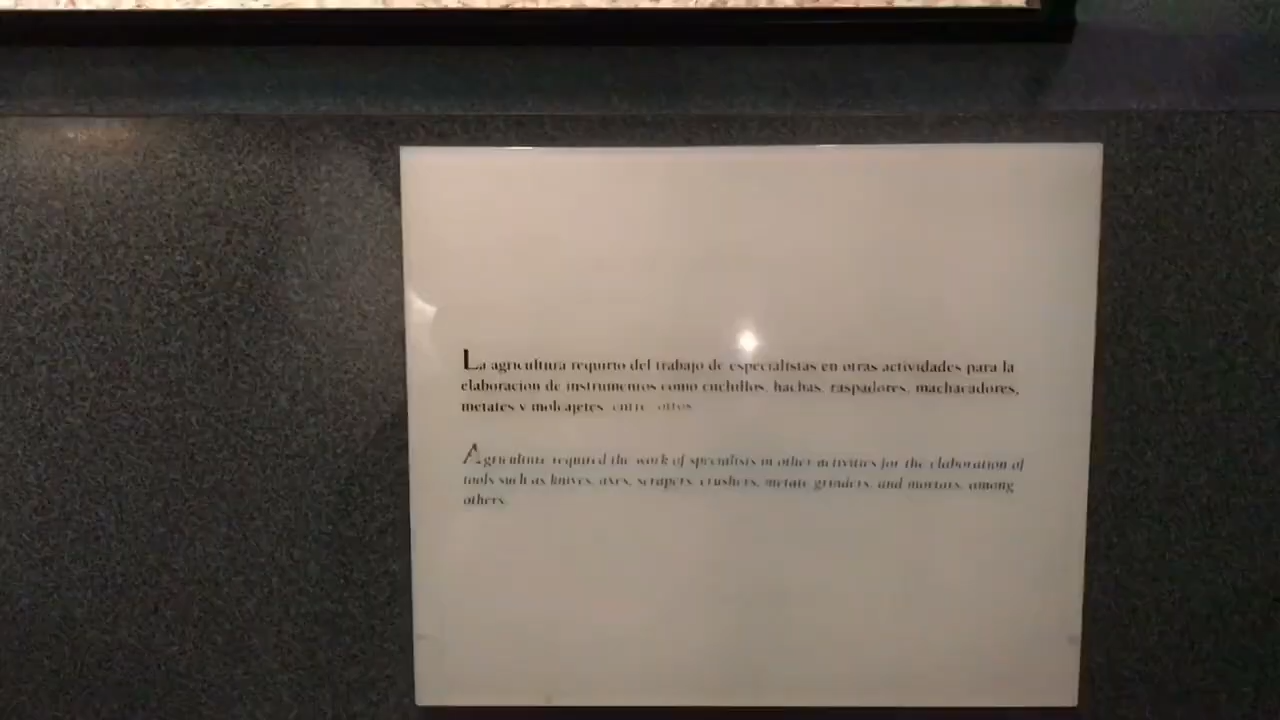 La agricultura requirió del trabajo de especialistas en otras actividades para la
elaboración de instrumentos como cuchillos, hachas, raspadores, machacadores,
metates y molcajetes, entre otros.
Agriculture required the work of specialists in other activities for the elaboration of
tools such as knives, axes, scrapers, crushers, metate grinders, and mortars, among
others.